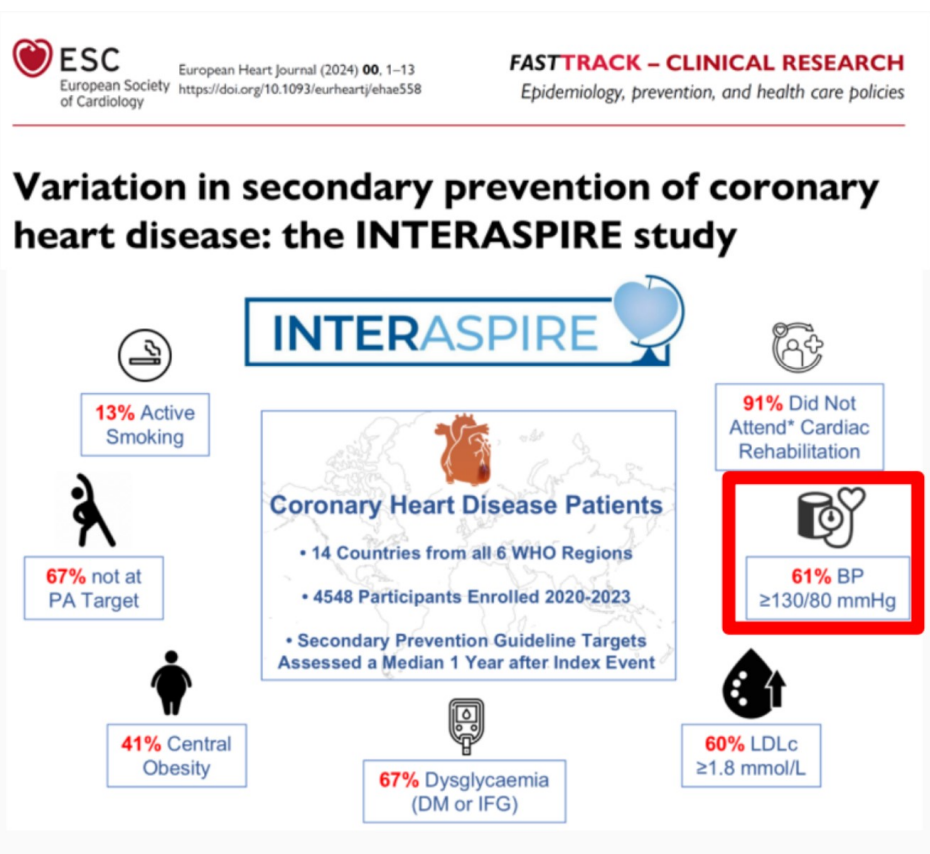 ESC
European Society
of Cardiology
European Heart Journal (2024) 00, 1–13
https://doi.org/10.1093/eurheartj/ehae558
FASTTRACK – CLINICAL RESEARCH
Epidemiology, prevention, and health care policies
Variation in secondary prevention of coronary
heart disease: the INTERASPIRE study
INTERASPIRE
13% Active
Smoking
91% Did Not
Attend* Cardiac
Rehabilitation
Coronary Heart Disease Patients
• 14 Countries from all 6 WHO Regions
• 4548 Participants Enrolled 2020-2023
• Secondary Prevention Guideline Targets
Assessed a Median 1 Year after Index Event
67% not at
PA Target
61% BP
≥130/80 mmHg
41% Central
Obesity
67% Dysglycaemia
(DM or IFG)
60% LDLc
≥1.8 mmol/L